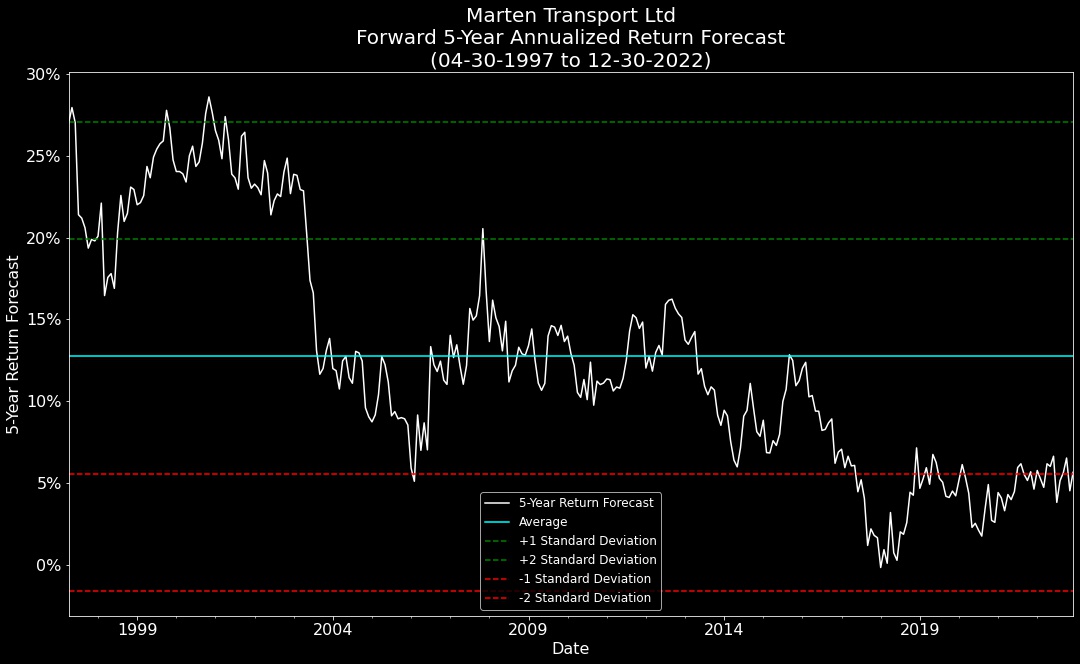 Marten Transport Ltd
Forward 5-Year Annualized Return Forecast
(04-30-1997 to 12-30-2022)
30%
25%
20%
15%
10%
5%
0%
5-Year Return Forecast
5-Year Return Forecast
Average
+1 Standard Deviation
+2 Standard Deviation
-1 Standard Deviation
-2 Standard Deviation
1999
2004
2009
2014
2019
Date